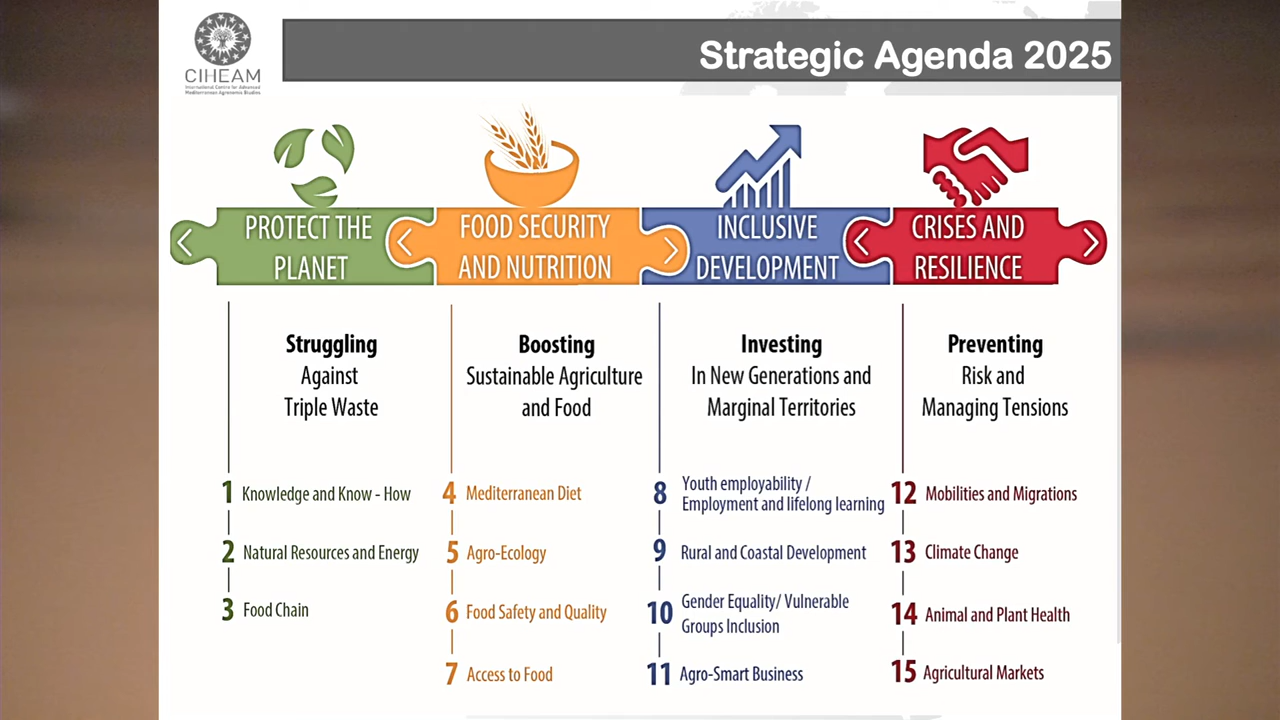 CIHEAM
International Centre for Advanced
Mediterranean Agronomic Studies
Strategic Agenda 2025
PROTECT THE
PLANET
FOOD SECURITY
AND NUTRITION
INCLUSIVE
DEVELOPMENT
CRISES AND
RESILIENCE
Struggling
Against
Triple Waste
Boosting
Sustainable Agriculture
and Food
Investing
In New Generations and
Marginal Territories
Preventing
Risk and
Managing Tensions
1 Knowledge and Know - How
2 Natural Resources and Energy
3 Food Chain
4 Mediterranean Diet
5 Agro-Ecology
6 Food Safety and Quality
7 Access to Food
8 Youth employability /
Employment and lifelong learning
9 Rural and Coastal Development
10 Gender Equality/ Vulnerable
Groups Inclusion
11 Agro-Smart Business
12 Mobilities and Migrations
13 Climate Change
14 Animal and Plant Health
15 Agricultural Markets